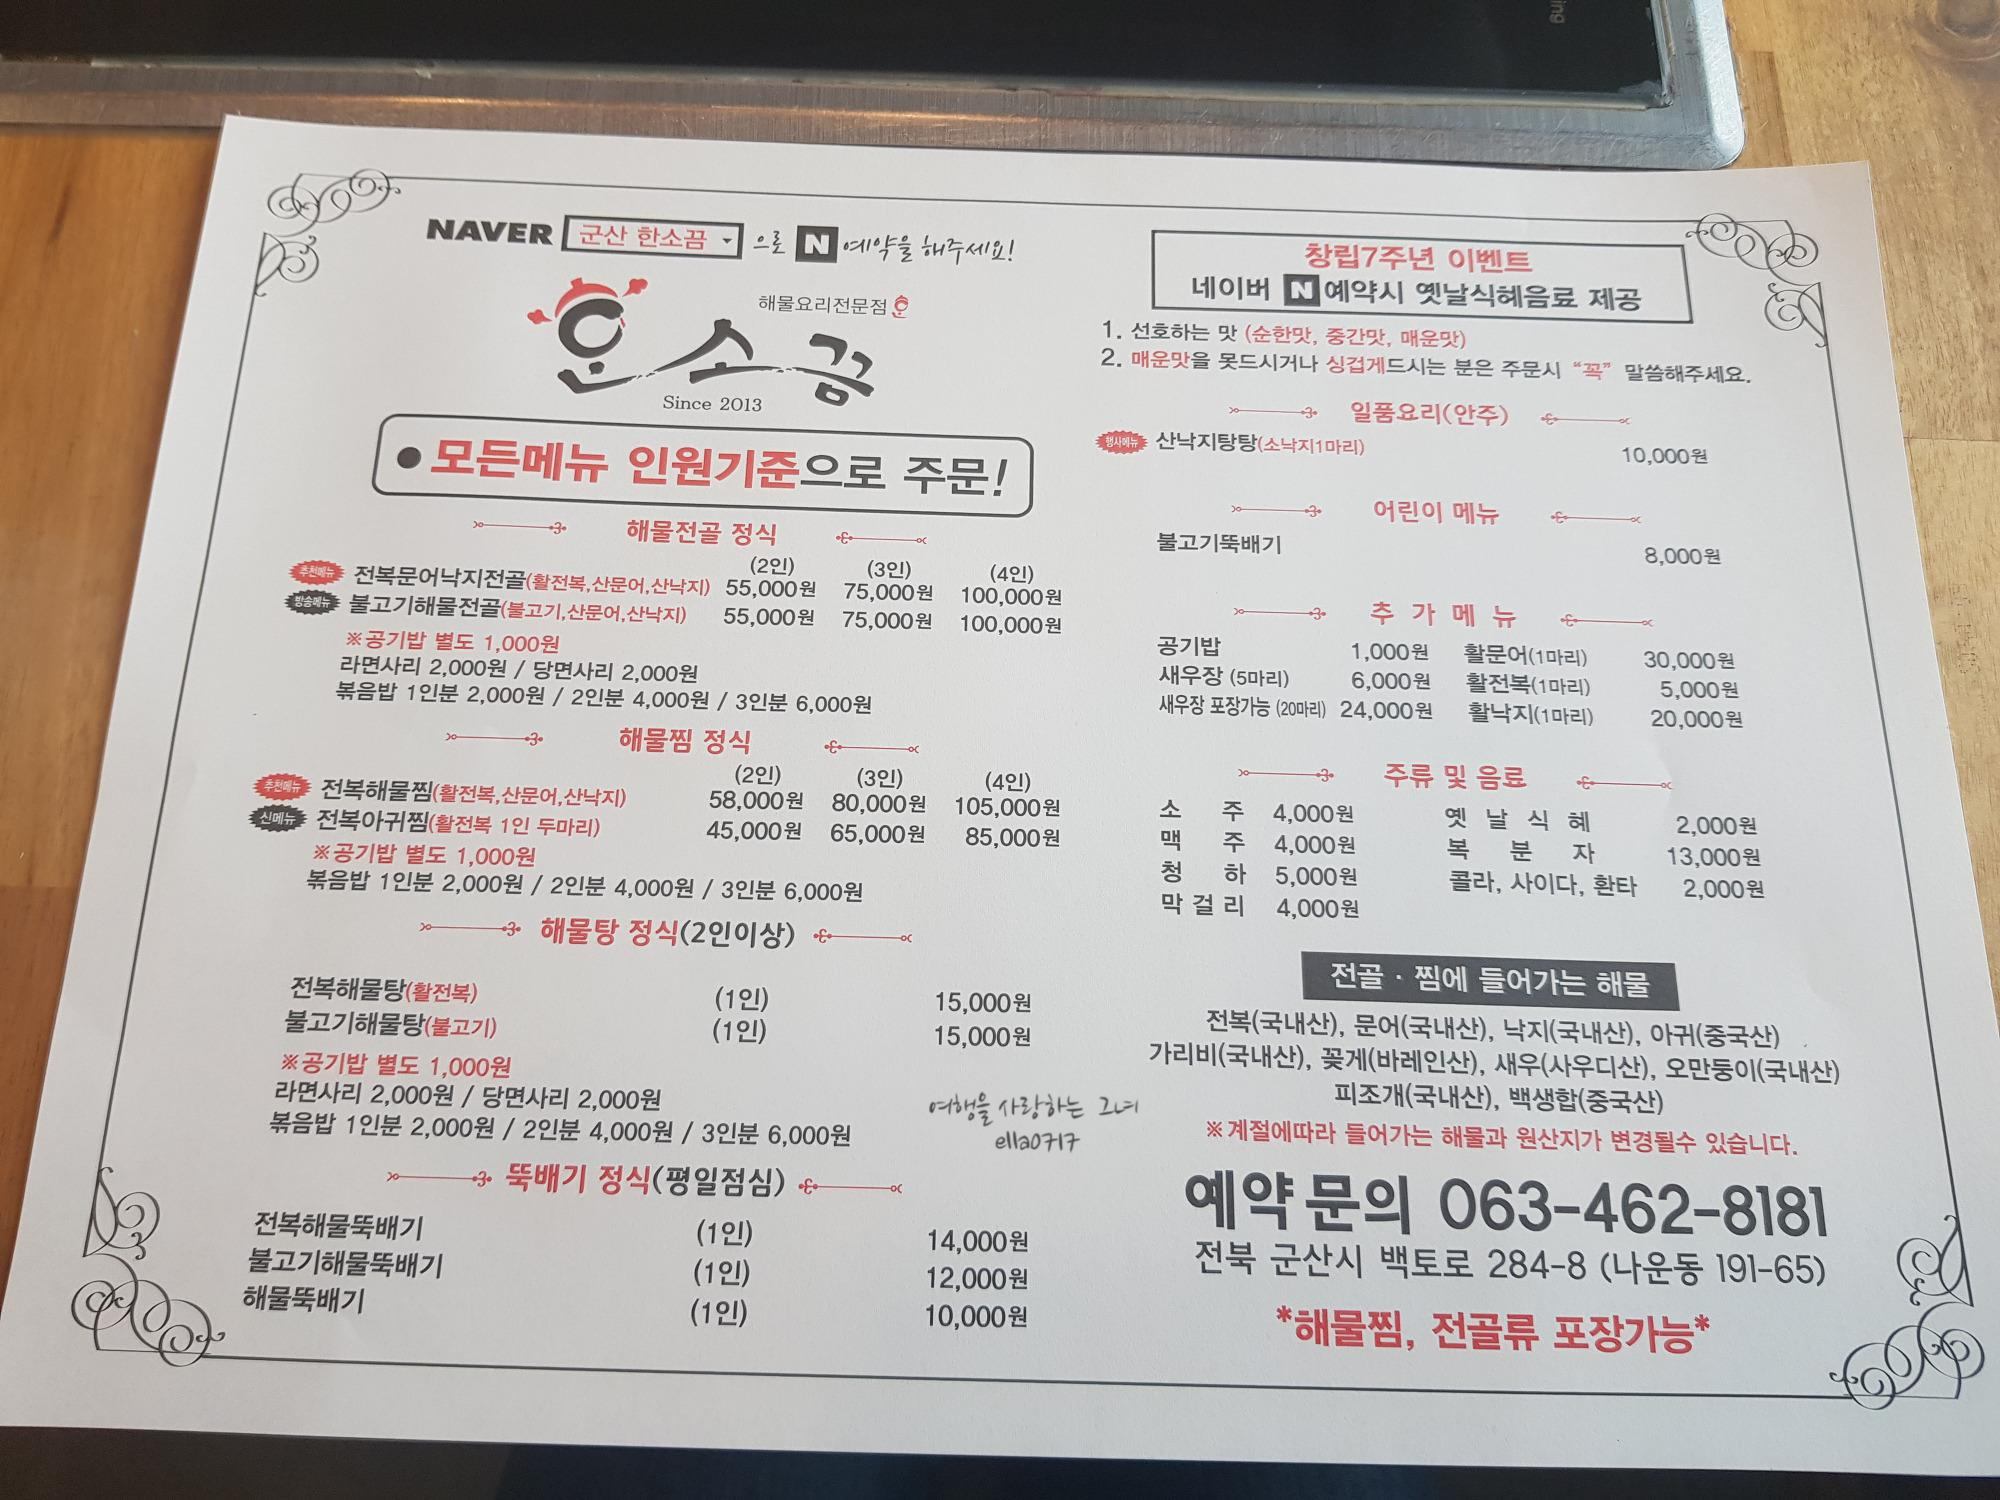 NAVER 군산 한소끔 으로 N 예약을 해주세요!
해물요리전문점
한소끔
Since 2013
● 모든메뉴 인원기준으로 주문!
해물전골 정식
(2인) (3인) (4인)
추천메뉴 전복문어낙지전골(활전복,산문어,산낙지) 55,000원 75,000원 100,000원
방송메뉴 불고기해물전골(불고기,산문어,산낙지) 55,000원 75,000원 100,000원
※공기밥 별도 1,000원
라면사리 2,000원 / 당면사리 2,000원
볶음밥 1인분 2,000원 / 2인분 4,000원 / 3인분 6,000원
해물찜 정식
(2인) (3인) (4인)
추천메뉴 전복해물찜(활전복,산문어,산낙지) 58,000원 80,000원 105,000원
신메뉴 전복아귀찜(활전복 1인 두마리) 45,000원 65,000원 85,000원
※공기밥 별도 1,000원
볶음밥 1인분 2,000원 / 2인분 4,000원 / 3인분 6,000원
해물탕 정식(2인이상)
전복해물탕(활전복) (1인) 15,000원
불고기해물탕(불고기) (1인) 15,000원
※공기밥 별도 1,000원
라면사리 2,000원 / 당면사리 2,000원
볶음밥 1인분 2,000원 / 2인분 4,000원 / 3인분 6,000원
뚝배기 정식(평일점심)
전복해물뚝배기 (1인) 14,000원
불고기해물뚝배기 (1인) 12,000원
해물뚝배기 (1인) 10,000원
창립7주년 이벤트
네이버 N예약시 옛날식혜음료 제공
1. 선호하는 맛 (순한맛, 중간맛, 매운맛)
2. 매운맛을 못드시거나 싱겁게드시는 분은 주문시 “꼭” 말씀해주세요.
일품요리(안주)
행사메뉴 산낙지탕탕(소낙지1마리) 10,000원
어린이 메뉴
불고기뚝배기 8,000원
추 가 메 뉴
공기밥 1,000원 활문어(1마리) 30,000원
새우장 (5마리) 6,000원 활전복(1마리) 5,000원
새우장 포장가능 (20마리) 24,000원 활낙지(1마리) 20,000원
주류 및 음료
소 주 4,000원 옛 날 식 혜 2,000원
맥 주 4,000원 복 분 자 13,000원
청 하 5,000원 콜라, 사이다, 환타 2,000원
막 걸 리 4,000원
전골 · 찜에 들어가는 해물
전복(국내산), 문어(국내산), 낙지(국내산), 아귀(중국산)
가리비(국내산), 꽃게(바레인산), 새우(사우디산), 오만둥이(국내산)
피조개(국내산), 백생합(중국산)
※계절에따라 들어가는 해물과 원산지가 변경될수 있습니다.
예약문의 063-462-8181
전북 군산시 백토로 284-8 (나운동 191-65)
*해물찜, 전골류 포장가능*
여행을 사랑하는 그녀
ella0717